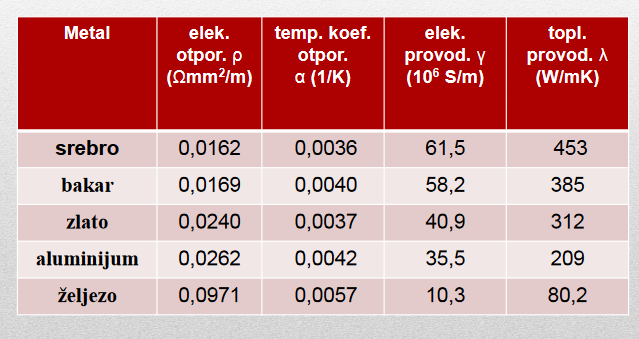 Metal
elek.
otpor. ρ
(Ωmm²/m)
temp. koef.
otpor.
α (1/K)
elek.
provod. γ
(10⁶ S/m)
topl.
provod. λ
(W/mK)
srebro 0,0162 0,0036 61,5 453
bakar 0,0169 0,0040 58,2 385
zlato 0,0240 0,0037 40,9 312
aluminijum 0,0262 0,0042 35,5 209
željezo 0,0971 0,0057 10,3 80,2